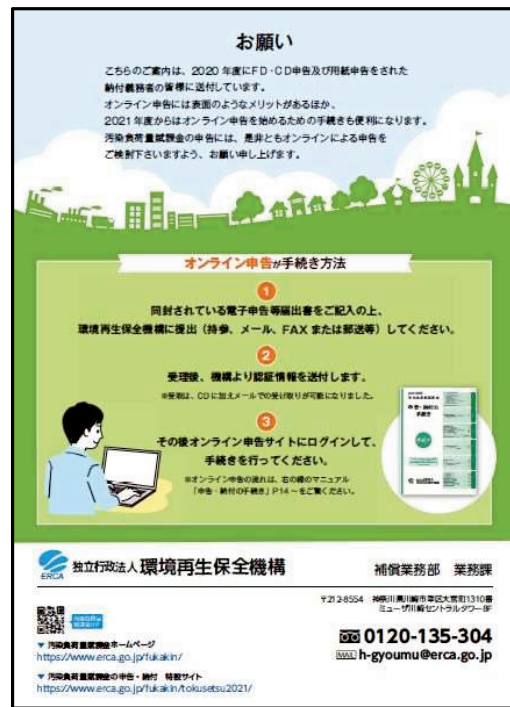 お願い
こちらのご案内は、2020年度にFD・CD申告及び用紙申告をされた
納付義務者の皆様に送付しています。
オンライン申告には表面のようなメリットがあるほか、
2021年度からはオンライン申告を始めるための手続きも便利になります。
汚染負荷量賦課金の申告には、是非ともオンラインによる申告を
ご検討下さいますよう、お願い申し上げます。
オンライン申告が手続き方法
1
同封されている電子申告等届出書をご記入の上、
環境再生保全機構に提出（持参、メール、FAXまたは郵送等）してください。
2
受理後、機構より認証情報を送付します。
※受取は、CDに加えメールでの受け取りが可能になりました。
3
その後オンライン申告サイトにログインして、
手続きを行ってください。
※オンライン申告の流れは、右の緑のマニュアル
「申告・納付の手続き」P14～をご覧ください。
申告・納付の
手続き
ERCA
独立行政法人環境再生保全機構
補償業務部 業務課
〒212-8554 神奈川県川崎市幸区大宮町1310番
ミューザ川崎セントラルタワー8F
0120-135-304
MAIL h-gyoumu@erca.go.jp
▼ 汚染負荷量賦課金ホームページ
https://www.erca.go.jp/fukakin/
▼ 汚染負荷量賦課金の申告・納付 特設サイト
https://www.erca.go.jp/fukakin/tokusetsu2021/